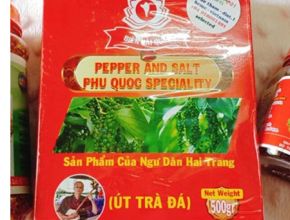 PEPPER AND SALT
PHU QUOC SPECIALITY
Sản Phẩm Của Ngư Dân Hai Trang
(ÚT TRÀ ĐÁ)
Net Weight
500gr
selected